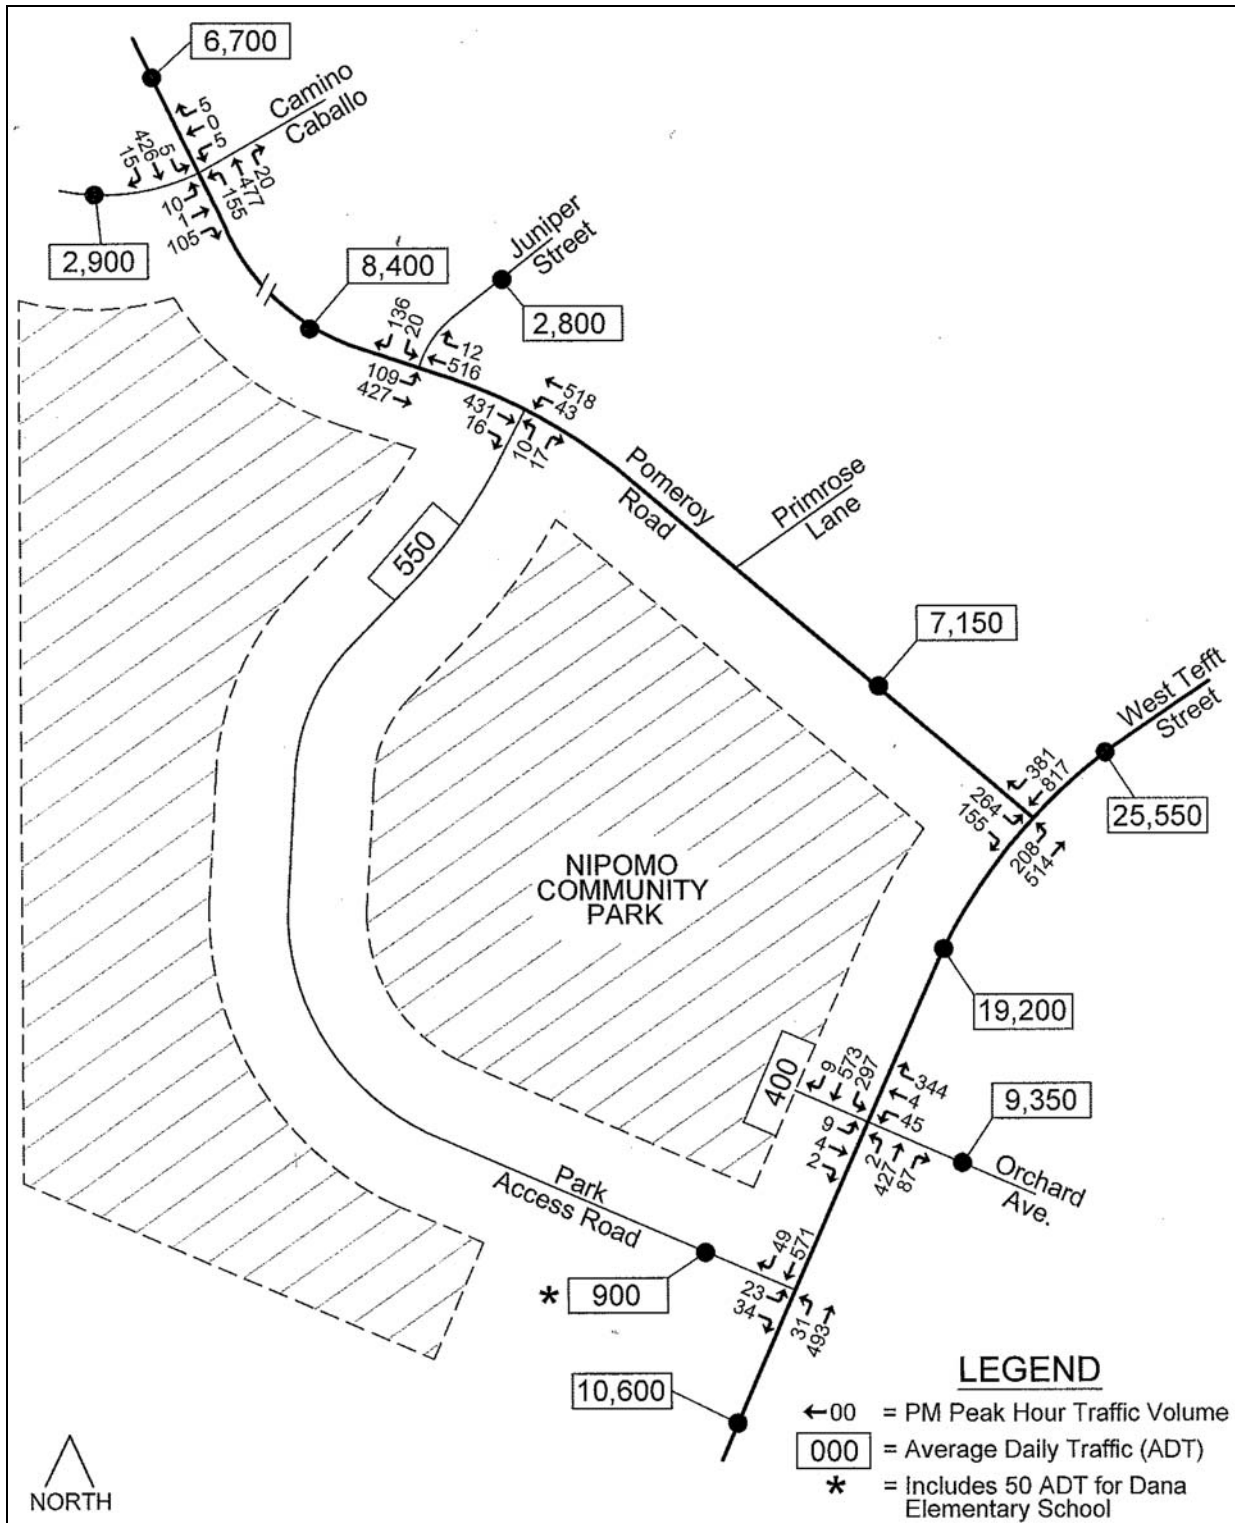 6,700
Camino
Caballo
5
0
5
426
15
5
20
477
155
10
1
105
2,900
8,400
Juniper
Street
2,800
136
20
12
516
109
427
518
43
431
16
10
17
Pomeroy
Road
Primrose
Lane
550
7,150
West Tefft
Street
25,550
381
817
264
155
208
514
NIPOMO
COMMUNITY
PARK
19,200
400
9
573
297
344
4
45
9,350
9
4
2
2
427
87
Orchard
Ave.
Park
Access Road
49
571
* 900
23
34
31
493
10,600
LEGEND
←00 = PM Peak Hour Traffic Volume
000 = Average Daily Traffic (ADT)
* = Includes 50 ADT for Dana
Elementary School
NORTH